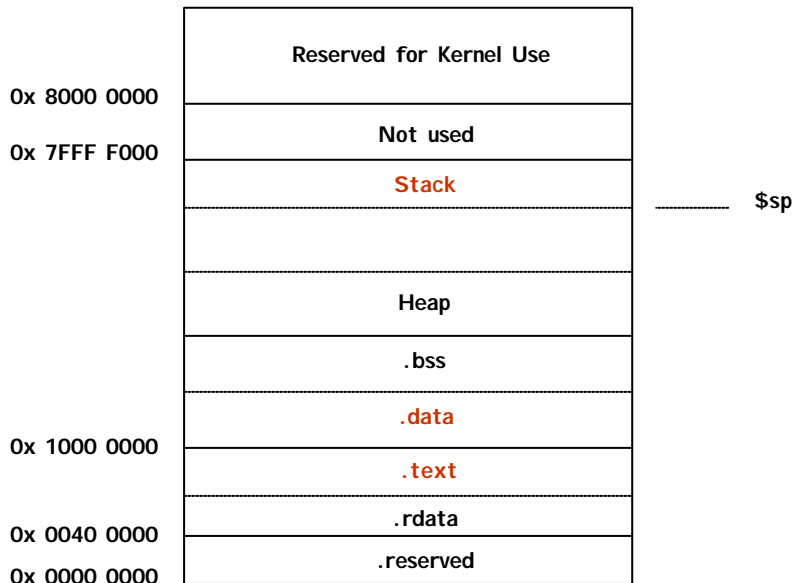 Reserved for Kernel Use
0x 8000 0000
Not used
0x 7FFF F000
Stack
$sp
Heap
.bss
.data
0x 1000 0000
.text
.rdata
0x 0040 0000
.reserved
0x 0000 0000